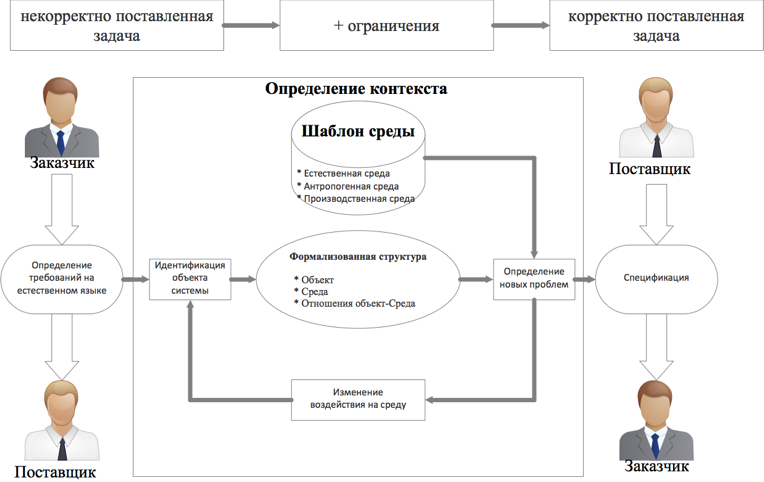 некорректно поставленная
задача
+ ограничения
корректно поставленная
задача
Определение контекста
Шаблон среды
* Естественная среда
* Антропогенная среда
* Производственная среда
Заказчик
Поставщик
Определение
требований на
естественном языке
Идентификация
объекта
системы
Формализованная структура
* Объект
* Среда
* Отношения объект-Среда
Определение
новых проблем
Спецификация
Изменение
воздействия на среду
Поставщик
Заказчик